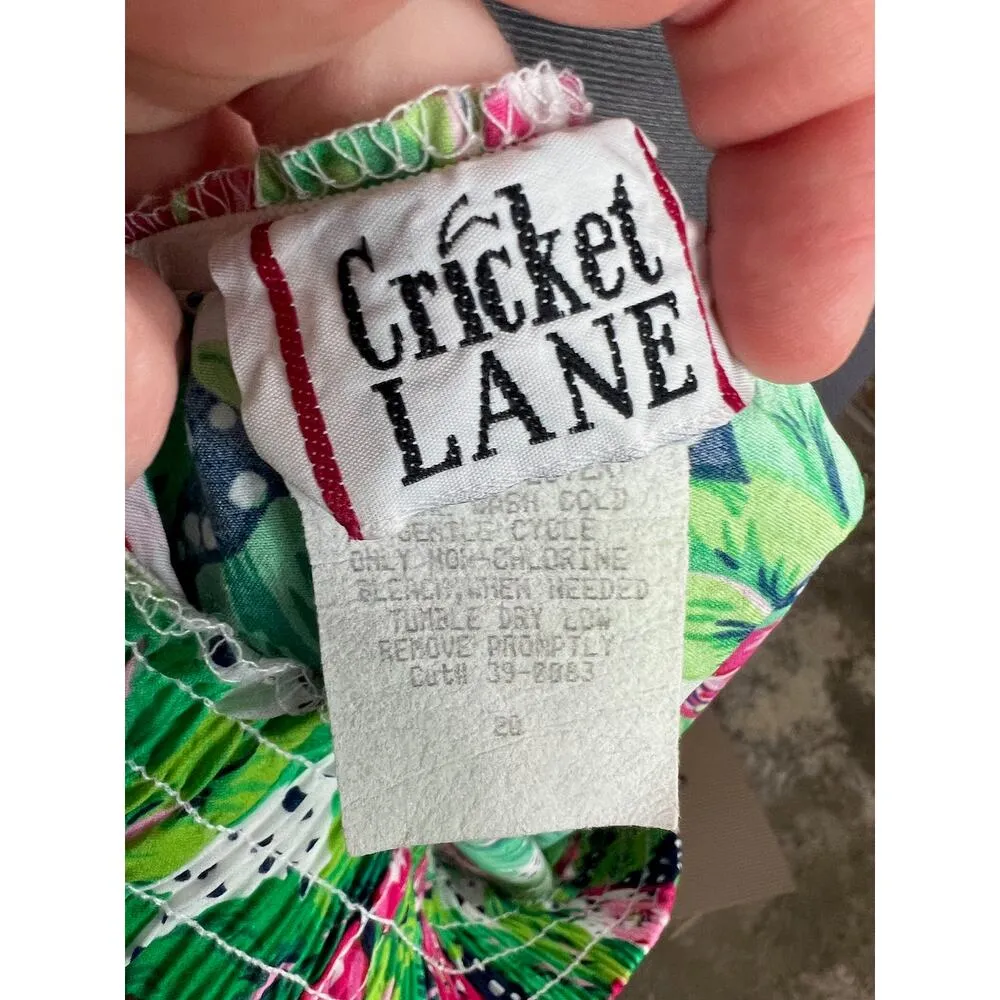 Cricket
LANE
WASH COLD
GENTLE CYCLE
ONLY NON-CHLORINE
BLEACH,WHEN NEEDED
TUMBLE DRY LOW
REMOVE PROMPTLY
Cut# 39-0083
20